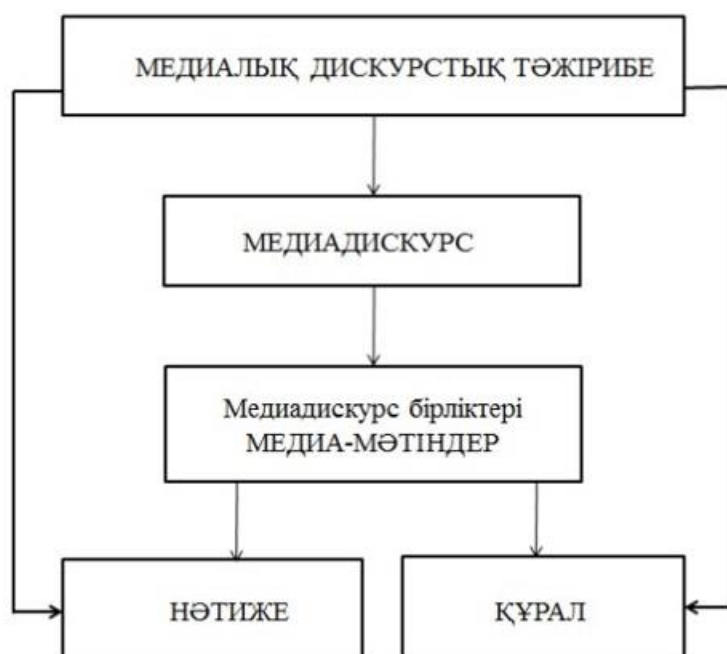 МЕДИАЛЫҚ ДИСКУРСТЫҚ ТӘЖІРИБЕ
МЕДИАДИСКУРС
Медиадискурс бірліктері
МЕДИА-МӘТІНДЕР
НӘТИЖЕ
ҚҰРАЛ